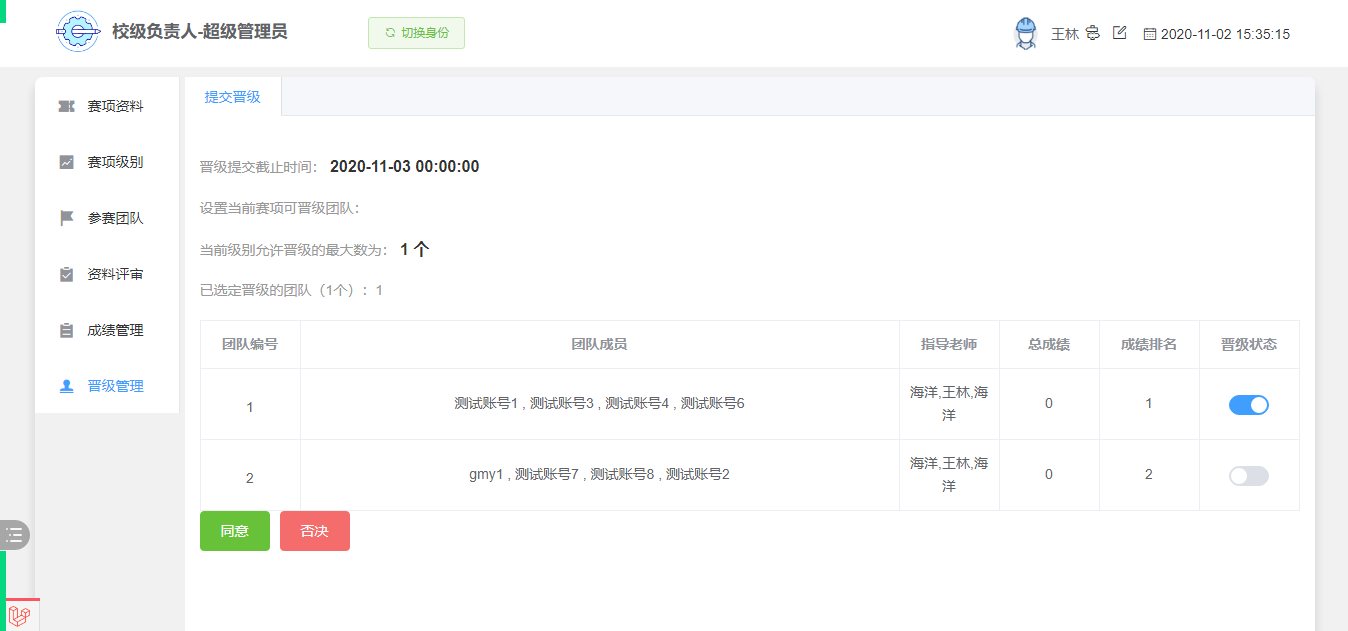 校级负责人-超级管理员
切换身份
王林
2020-11-02 15:35:15
赛项资料
赛项级别
参赛团队
资料评审
成绩管理
晋级管理
提交晋级
晋级提交截止时间： 2020-11-03 00:00:00
设置当前赛项可晋级团队：
当前级别允许晋级的最大数为： 1 个
已选定晋级的团队（1个）：1
团队编号 团队成员 指导老师 总成绩 成绩排名 晋级状态
1 测试账号1 , 测试账号3 , 测试账号4 , 测试账号6 海洋,王林,海洋 0 1
2 gmy1 , 测试账号7 , 测试账号8 , 测试账号2 海洋,王林,海洋 0 2
同意 否决